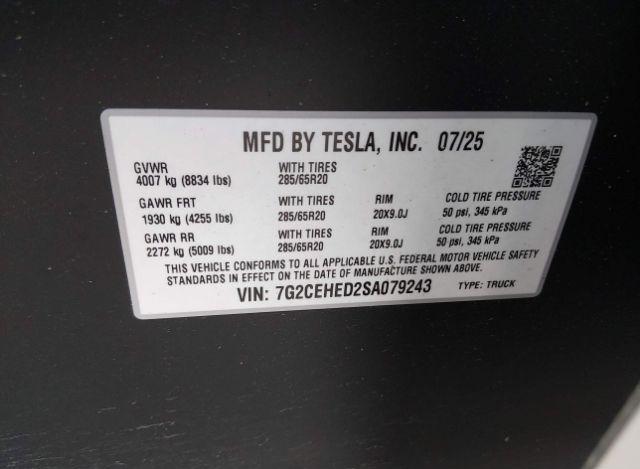 MFD BY TESLA, INC. 07/25
GVWR WITH TIRES
4007 kg (8834 lbs) 285/65R20
GAWR FRT WITH TIRES RIM COLD TIRE PRESSURE
1930 kg (4255 lbs) 285/65R20 20X9.0J 50 psi, 345 kPa
GAWR RR WITH TIRES RIM COLD TIRE PRESSURE
2272 kg (5009 lbs) 285/65R20 20X9.0J 50 psi, 345 kPa
THIS VEHICLE CONFORMS TO ALL APPLICABLE U.S. FEDERAL MOTOR VEHICLE SAFETY
STANDARDS IN EFFECT ON THE DATE OF MANUFACTURE SHOWN ABOVE.
VIN: 7G2CEHED2SA079243 TYPE: TRUCK